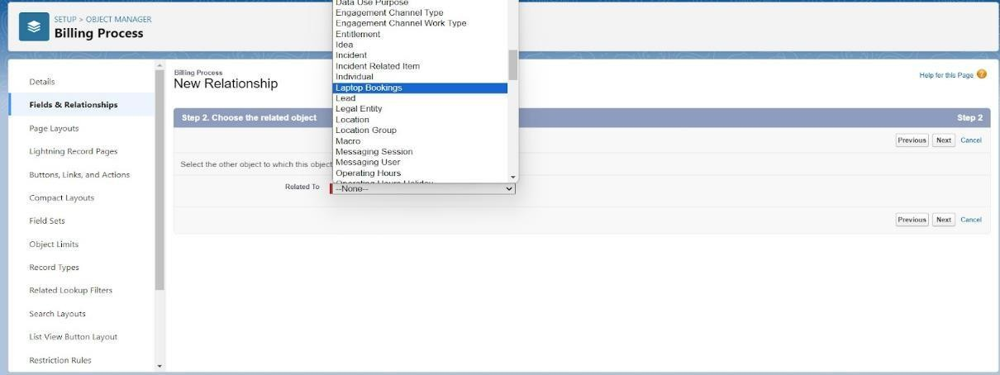 SETUP > OBJECT MANAGER
Billing Process
Details
Fields & Relationships
Page Layouts
Lightning Record Pages
Buttons, Links, and Actions
Compact Layouts
Field Sets
Object Limits
Record Types
Related Lookup Filters
Search Layouts
List View Button Layout
Restriction Rules
Billing Process
New Relationship
Help for this Page
Step 2. Choose the related object
Step 2
Previous Next Cancel
Select the other object to which this object
Related To
--None--
Data Use Purpose
Engagement Channel Type
Engagement Channel Work Type
Entitlement
Idea
Incident
Incident Related Item
Individual
Laptop Bookings
Lead
Legal Entity
Location
Location Group
Macro
Messaging Session
Messaging User
Operating Hours
Operating Hours Holiday
Previous Next Cancel